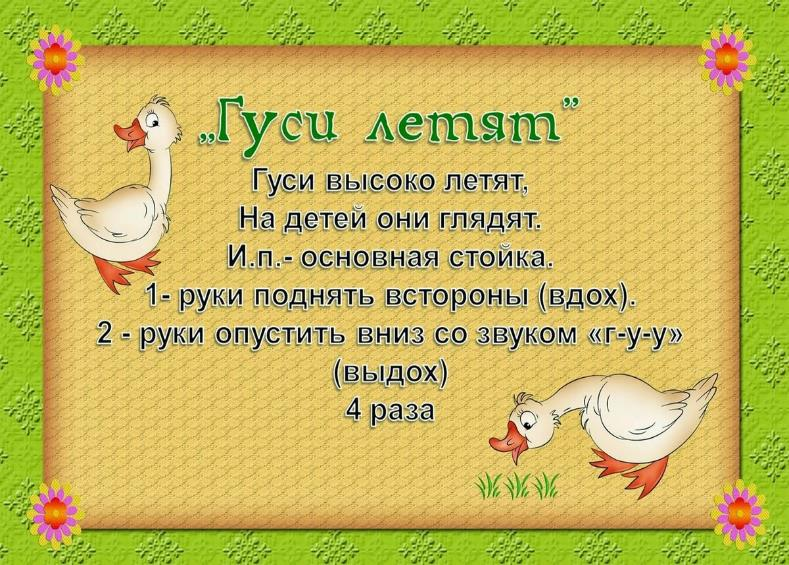 „Гуси летят”
Гуси высоко летят,
На детей они глядят.
И.п.- основная стойка.
1- руки поднять встороны (вдох).
2 - руки опустить вниз со звуком «г-у-у»
(выдох)
4 раза